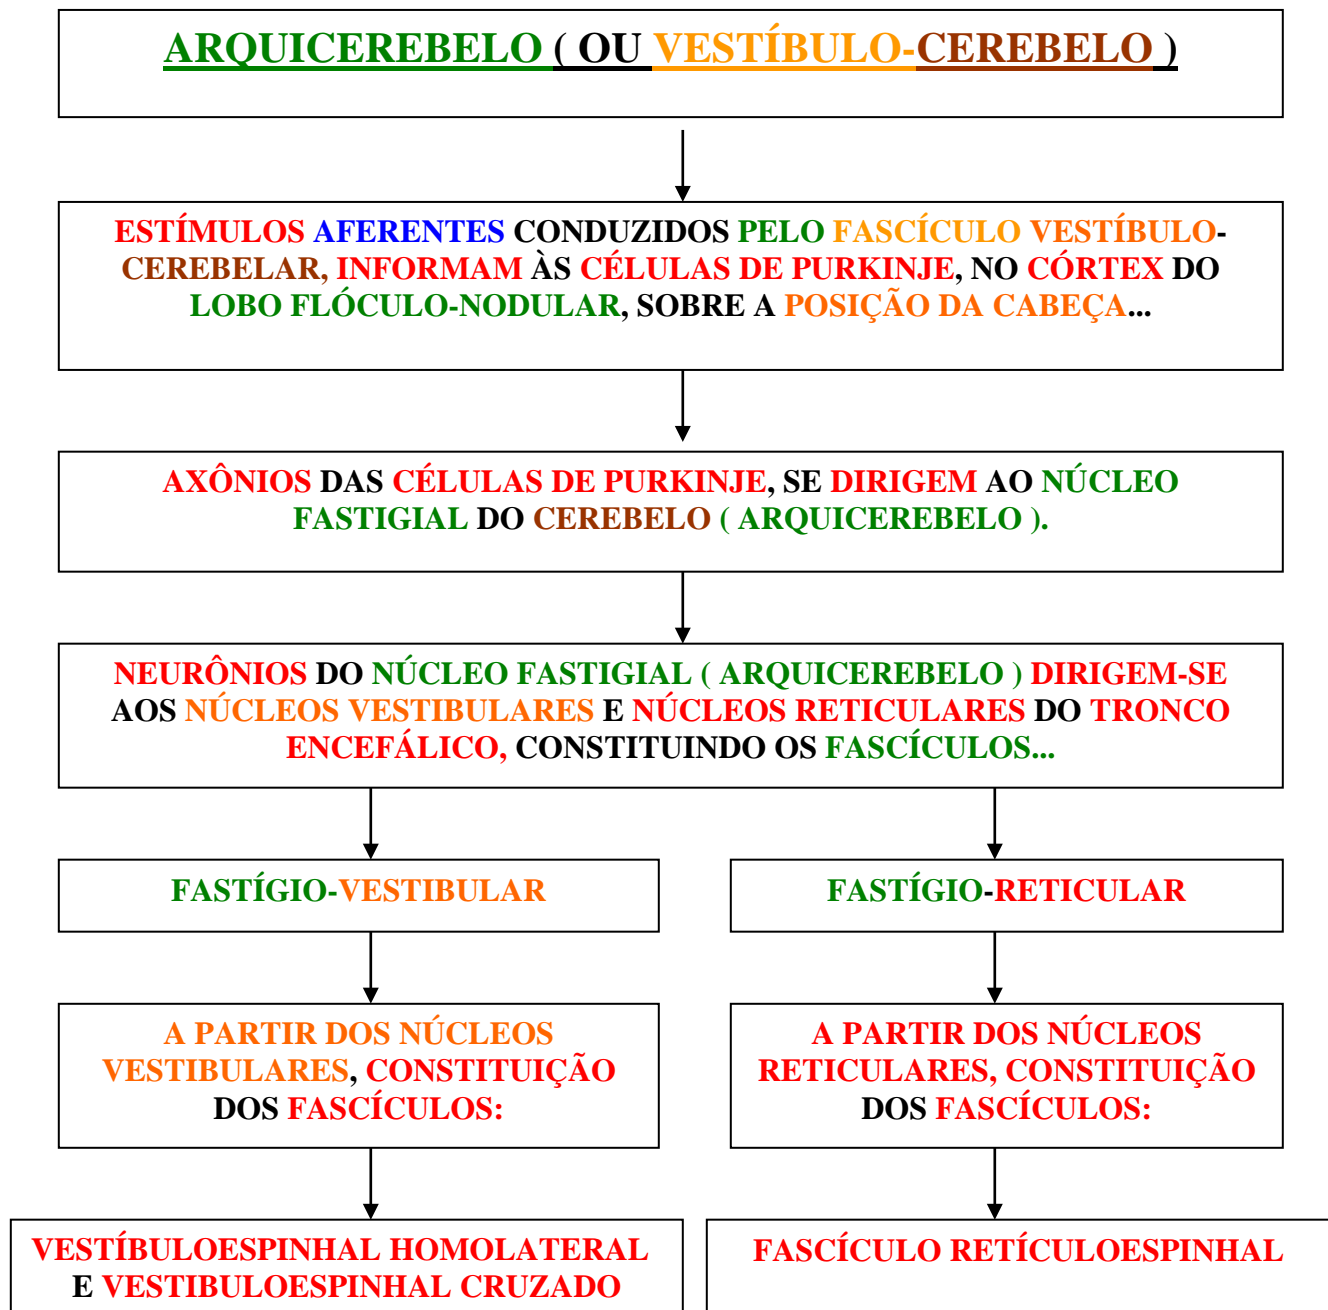 ARQUICEREBELO ( OU VESTÍBULO-CEREBELO )
ESTÍMULOS AFERENTES CONDUZIDOS PELO FASCÍCULO VESTÍBULO-
CEREBELAR, INFORMAM ÀS CÉLULAS DE PURKINJE, NO CÓRTEX DO
LOBO FLÓCULO-NODULAR, SOBRE A POSIÇÃO DA CABEÇA...
AXÔNIOS DAS CÉLULAS DE PURKINJE, SE DIRIGEM AO NÚCLEO
FASTIGIAL DO CEREBELO ( ARQUICEREBELO ).
NEURÔNIOS DO NÚCLEO FASTIGIAL ( ARQUICEREBELO ) DIRIGEM-SE
AOS NÚCLEOS VESTIBULARES E NÚCLEOS RETICULARES DO TRONCO
ENCEFÁLICO, CONSTITUINDO OS FASCÍCULOS...
FASTÍGIO-VESTIBULAR
FASTÍGIO-RETICULAR
A PARTIR DOS NÚCLEOS
VESTIBULARES, CONSTITUIÇÃO
DOS FASCÍCULOS:
A PARTIR DOS NÚCLEOS
RETICULARES, CONSTITUIÇÃO
DOS FASCÍCULOS:
VESTÍBULOESPINHAL HOMOLATERAL
E VESTIBULOESPINHAL CRUZADO
FASCÍCULO RETÍCULOESPINHAL